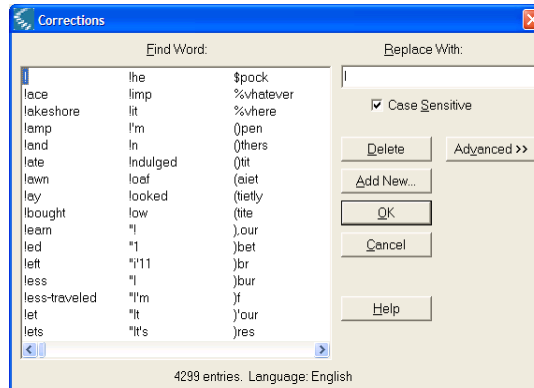 Corrections
Find Word:
Replace With:
! !he $pock
!ace !imp %vhatever
!akeshore !it %vhere
!amp !'m ()pen
!and !n ()thers
!ate !ndulged ()tit
!awn !oaf (aiet
!ay !ooked (tietly
!bought !ow (tite
!earn "! ),our
!ed "1 )bet
!eft "i'11 )br
!ess "l )bur
!ess-traveled "l'm )f
!et "lt )'our
!ets "lt's )res
I
Case Sensitive
Delete
Advanced >>
Add New...
OK
Cancel
Help
4299 entries. Language: English